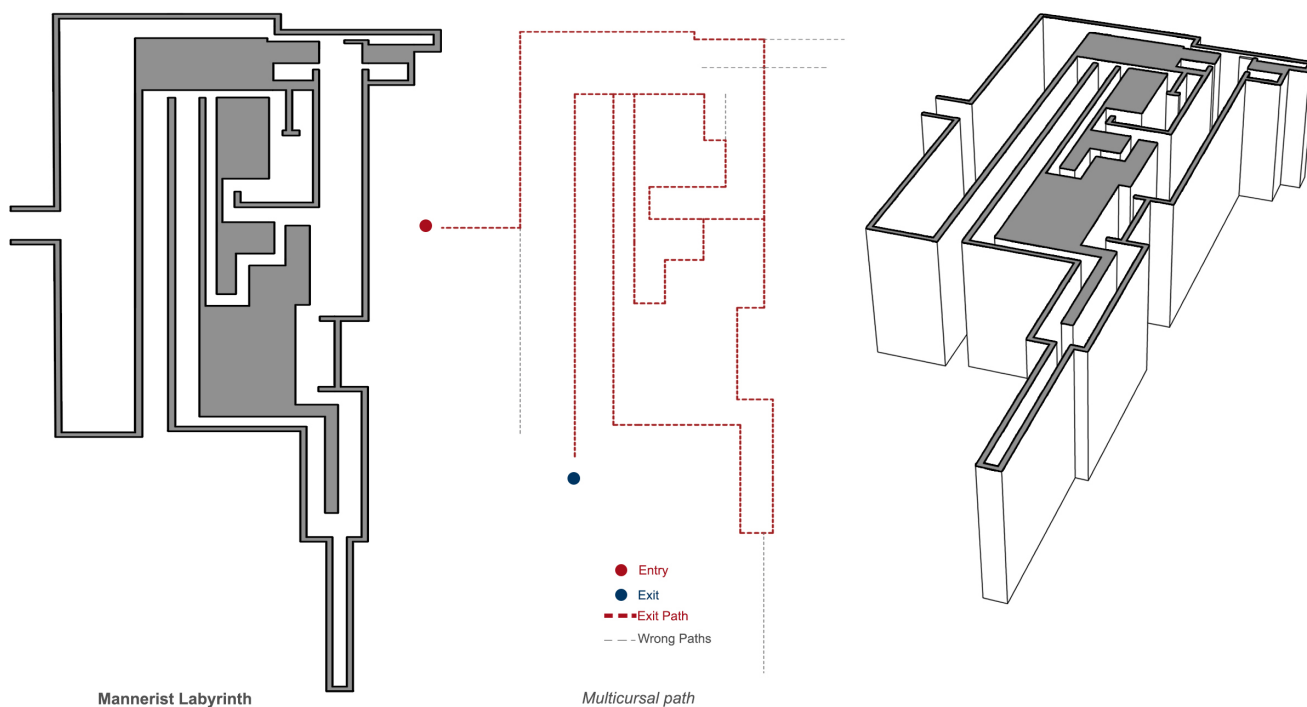 Entry
Exit
Exit Path
Wrong Paths
Mannerist Labyrinth
Multicursal path